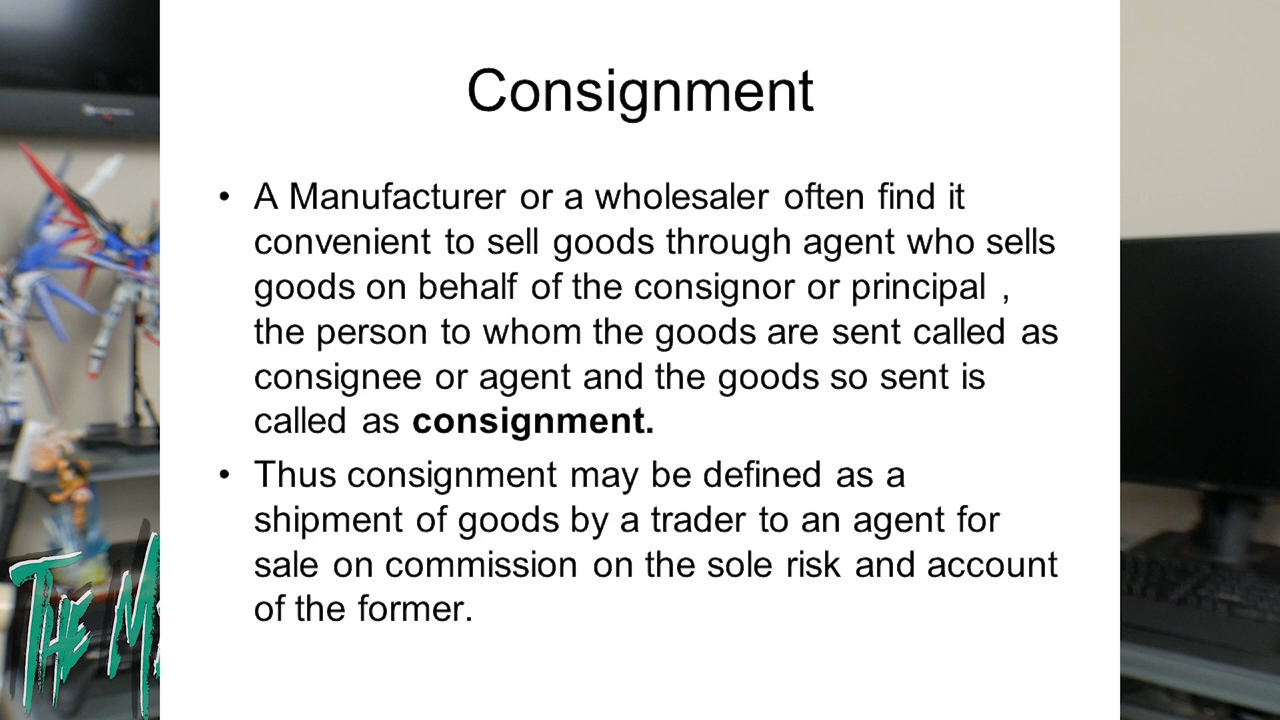 Consignment
• A Manufacturer or a wholesaler often find it
convenient to sell goods through agent who sells
goods on behalf of the consignor or principal ,
the person to whom the goods are sent called as
consignee or agent and the goods so sent is
called as consignment.
• Thus consignment may be defined as a
shipment of goods by a trader to an agent for
sale on commission on the sole risk and account
of the former.
THE M